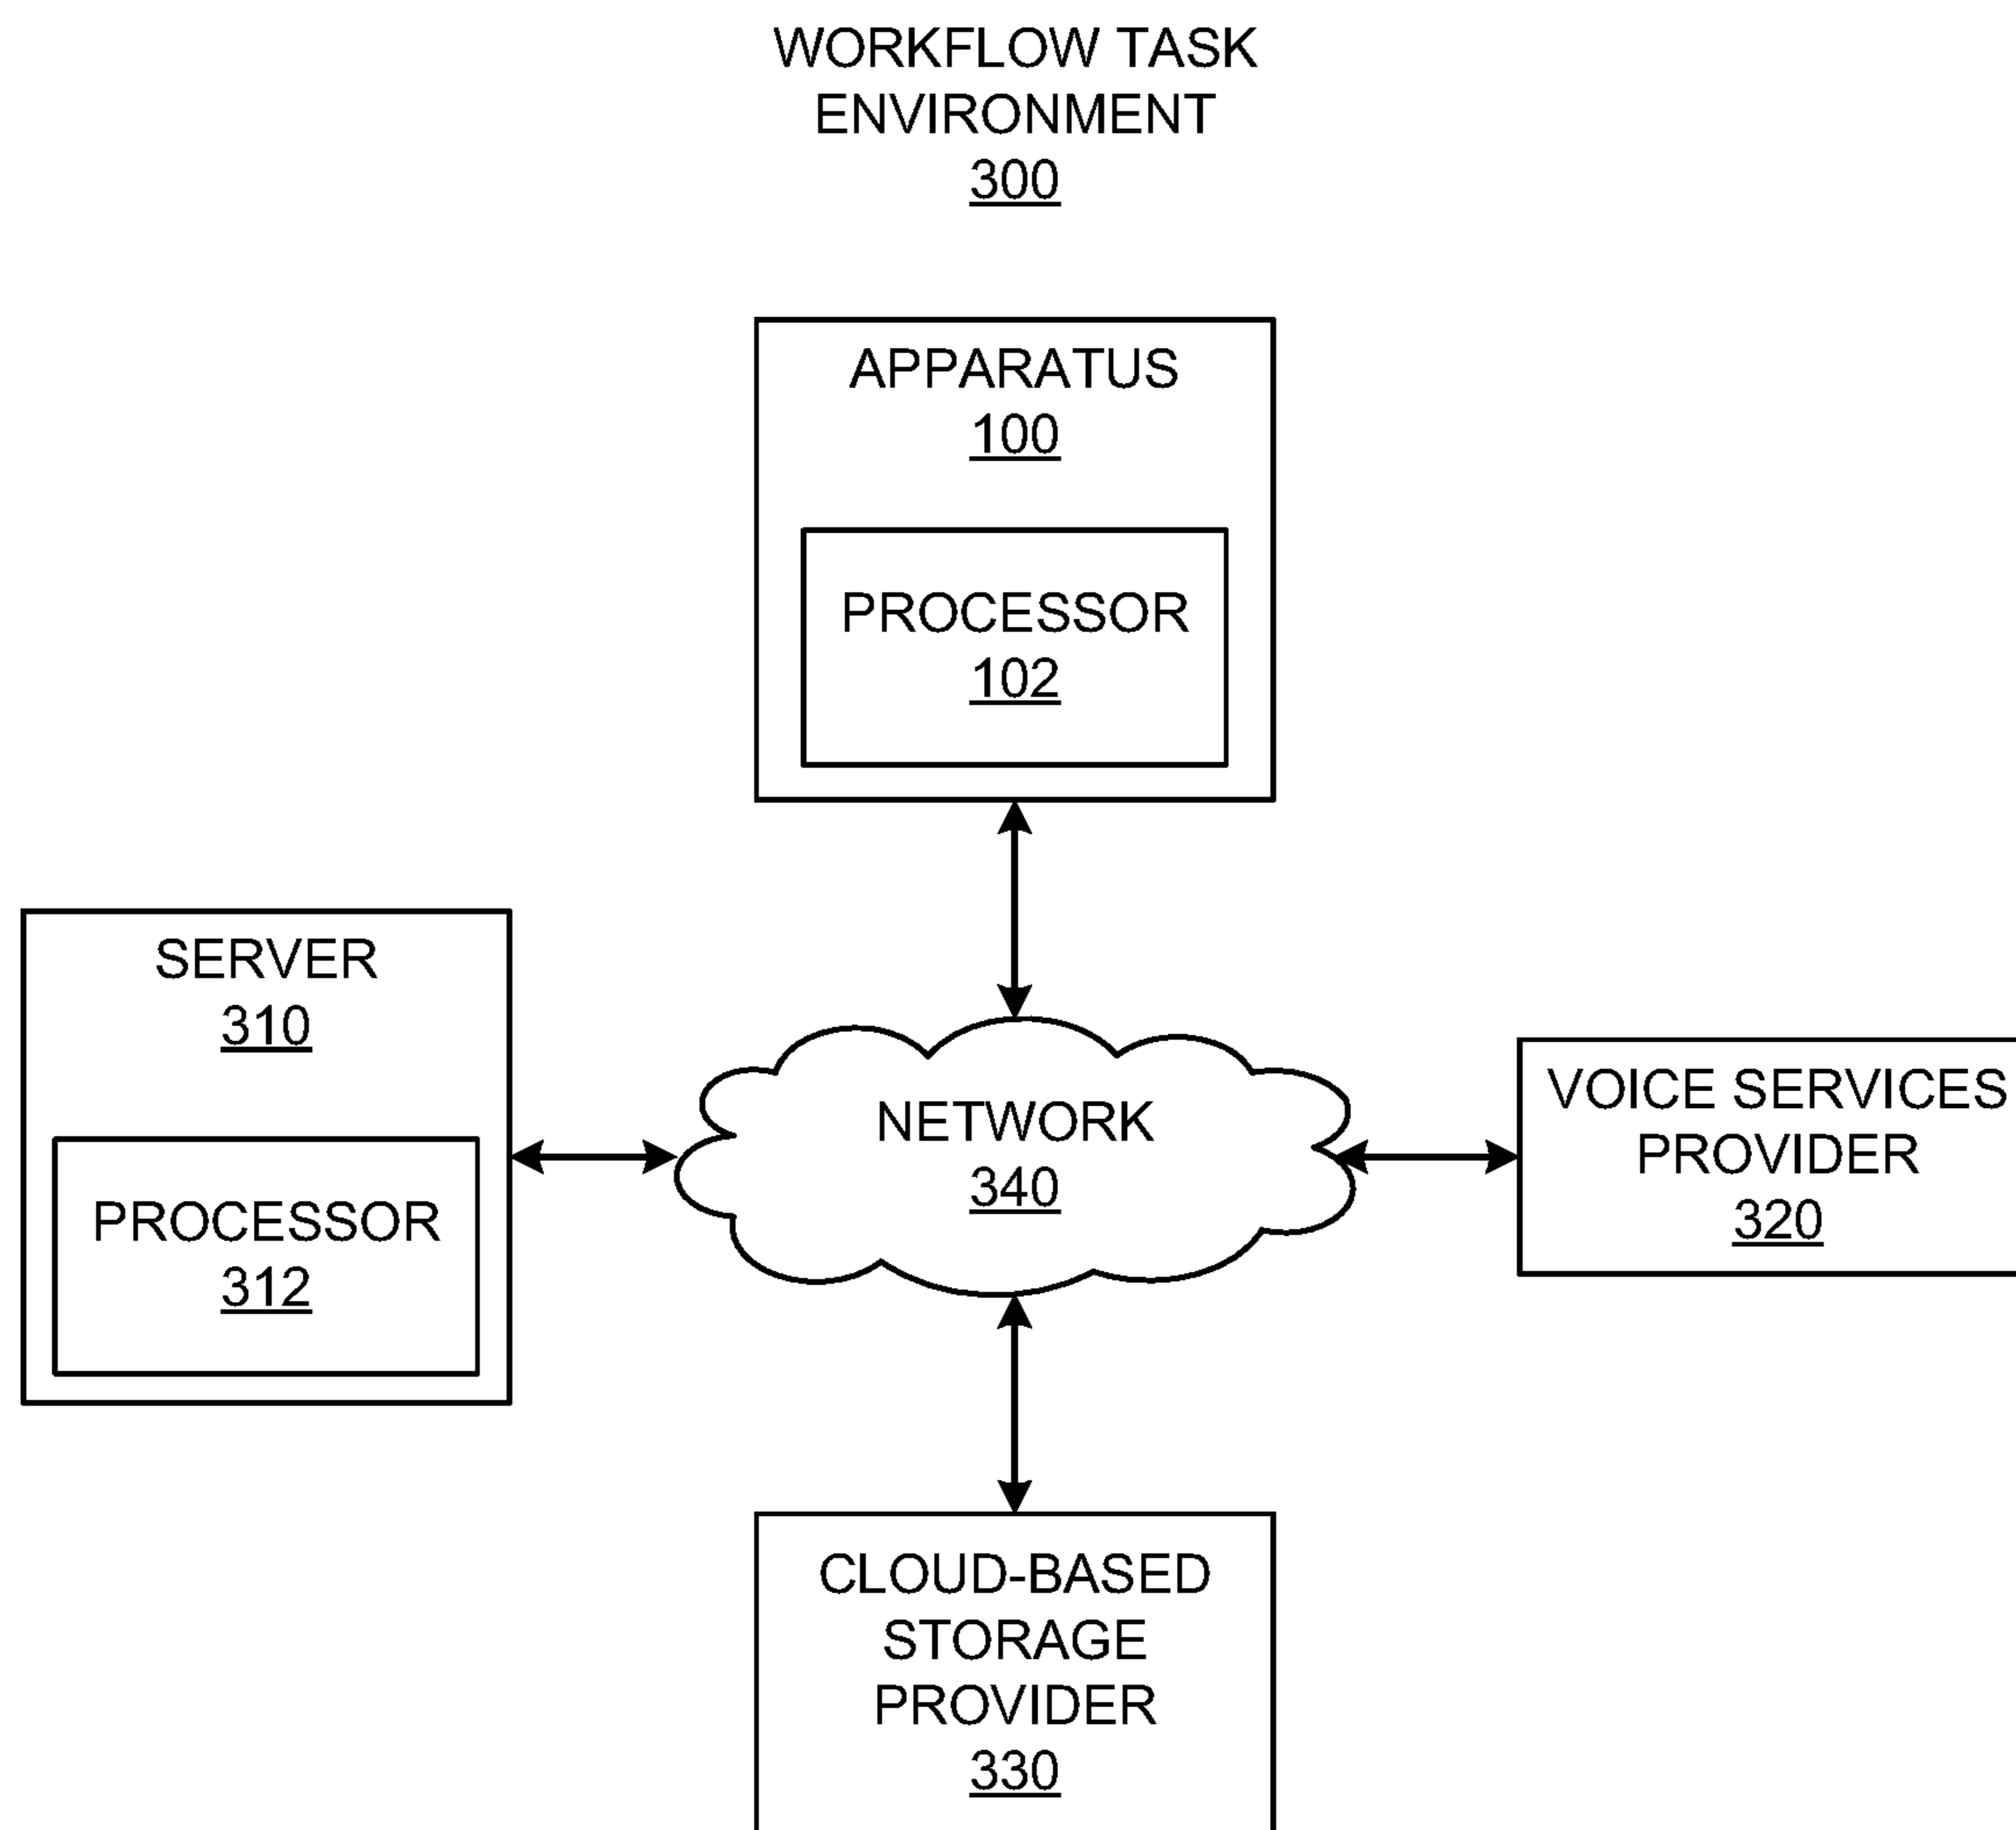 WORKFLOW TASK
ENVIRONMENT
300
APPARATUS
100
PROCESSOR
102
SERVER
310
PROCESSOR
312
NETWORK
340
VOICE SERVICES
PROVIDER
320
CLOUD-BASED
STORAGE
PROVIDER
330